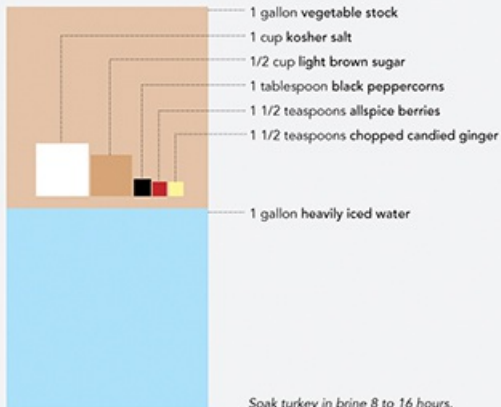 1 gallon vegetable stock
1 cup kosher salt
1/2 cup light brown sugar
1 tablespoon black peppercorns
1 1/2 teaspoons allspice berries
1 1/2 teaspoons chopped candied ginger
1 gallon heavily iced water
Soak turkey in brine 8 to 16 hours.